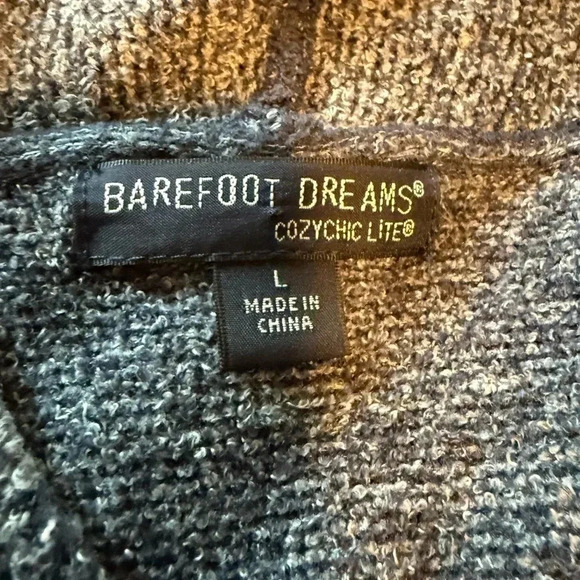 BAREFOOT DREAMS®
COZYCHIC LITE®
L
MADE IN
CHINA